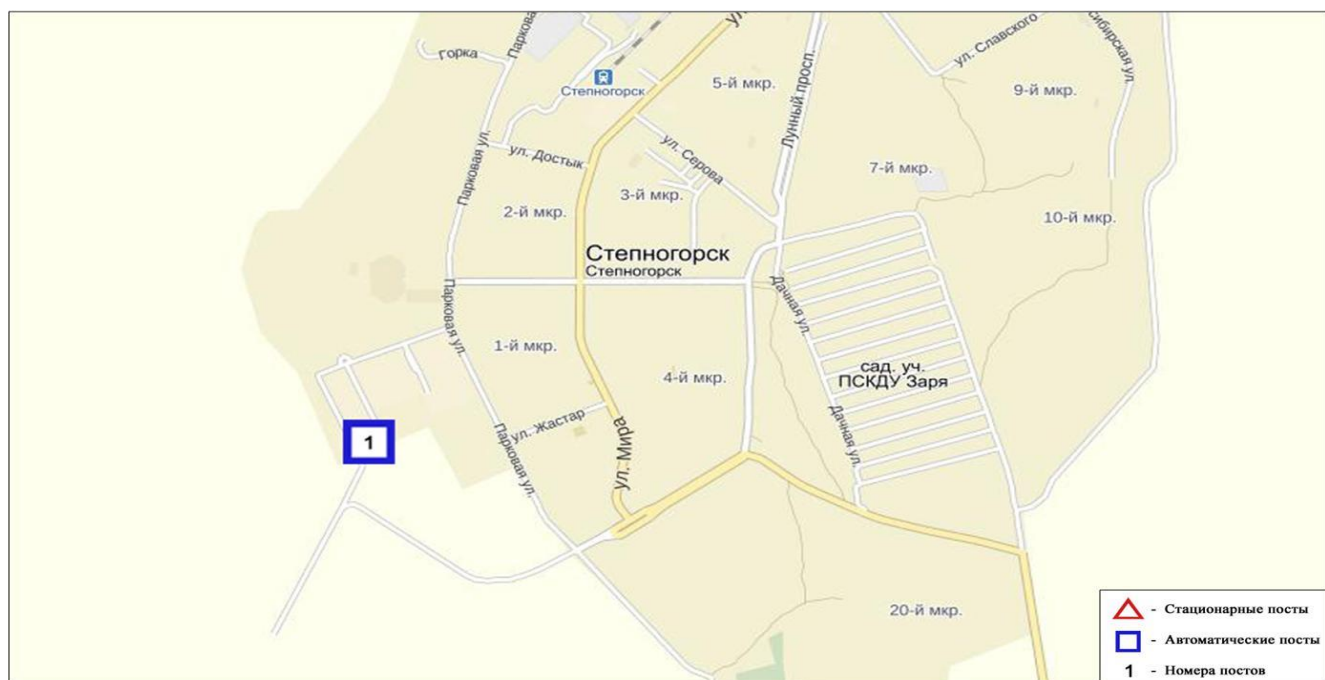 Горка
Парковая
Степногорск
ул.
5-й мкр.
Лунный просп.
ул. Славского
сибирская ул.
9-й мкр.
Парковая ул.
ул. Достык
ул. Серова
3-й мкр.
2-й мкр.
7-й мкр.
10-й мкр.
Степногорск
Степногорск
Парковая ул.
Дачная ул.
1-й мкр.
4-й мкр.
сад. уч.
ПСКДУ Заря
1
ул. Жастар
Парковая ул.
ул. Мира
Дачная ул.
20-й мкр.
- Стационарные посты
- Автоматические посты
1 - Номера постов